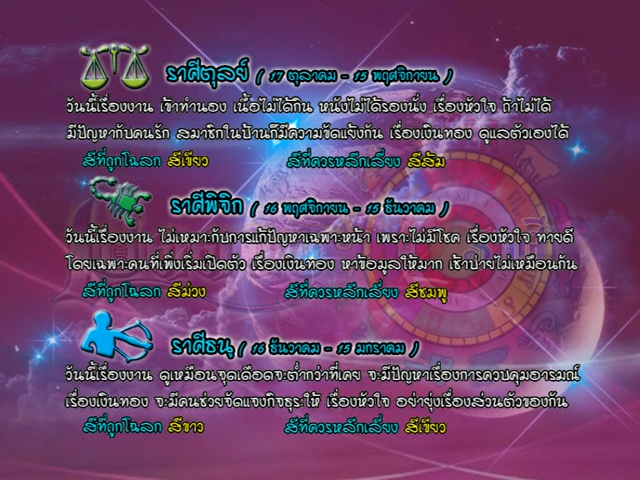 ราศีตุลย์ ( 17 ตุลาคม - 15 พฤศจิกายน )
วันนี้เรื่องงาน เข้าทำนอง เนื้อไม่ได้กิน หนังไม่ได้รองนั่ง เรื่องหัวใจ ถ้าไม่ได้
มีปัญหากับคนรัก สมาชิกในบ้านก็มีความขัดแย้งกัน เรื่องเงินทอง ดูแลตัวเองได้
สีที่ถูกโฉลก สีเขียว สีที่ควรหลีกเลี่ยง สีส้ม
ราศีพิจิก ( 16 พฤศจิกายน - 15 ธันวาคม )
วันนี้เรื่องงาน ไม่เหมาะกับการแก้ปัญหาเฉพาะหน้า เพราะไม่มีโชค เรื่องหัวใจ ทายดี
โดยเฉพาะคนที่เพิ่งเริ่มเปิดตัว เรื่องเงินทอง หาข้อมูลให้มาก เช้าบ่ายไม่เหมือนกัน
สีที่ถูกโฉลก สีม่วง สีที่ควรหลีกเลี่ยง สีชมพู
ราศีธนู ( 16 ธันวาคม - 15 มกราคม )
วันนี้เรื่องงาน ดูเหมือนจุดเดือดจะต่ำกว่าที่เคย จะมีปัญหาเรื่องการควบคุมอารมณ์
เรื่องเงินทอง จะมีคนช่วยจัดแจงกิจธุระให้ เรื่องหัวใจ อย่ายุ่งเรื่องส่วนตัวของกัน
สีที่ถูกโฉลก สีขาว สีที่ควรหลีกเลี่ยง สีเขียว